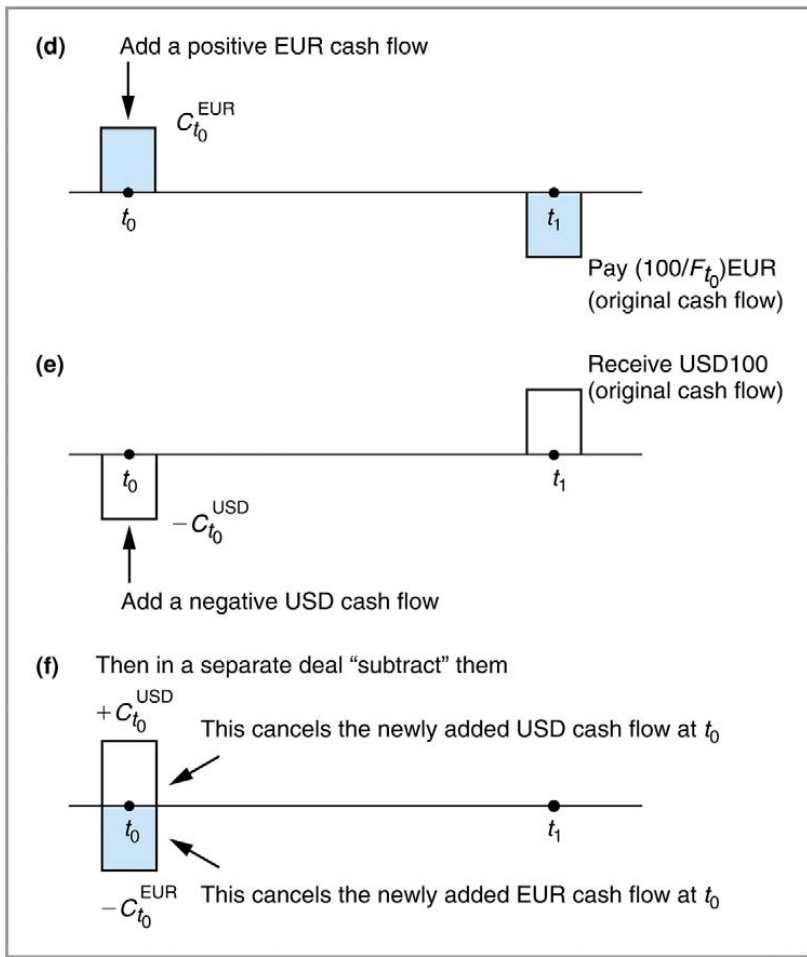 (d) Add a positive EUR cash flow
C_{t_0}^{EUR}
t_0
t_1
Pay (100/F_{t_0})EUR
(original cash flow)
(e)
Receive USD100
(original cash flow)
t_0
t_1
−C_{t_0}^{USD}
Add a negative USD cash flow
(f) Then in a separate deal “subtract” them
+C_{t_0}^{USD}
This cancels the newly added USD cash flow at t_0
t_0
t_1
−C_{t_0}^{EUR}
This cancels the newly added EUR cash flow at t_0